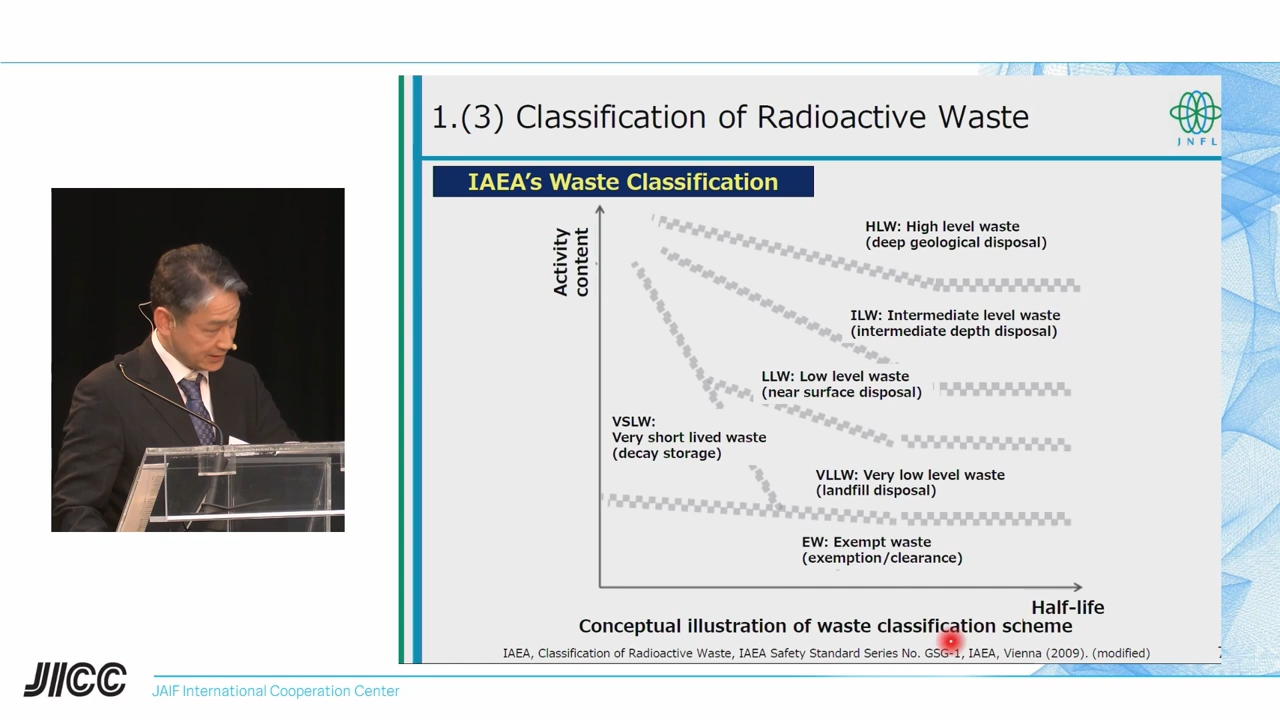 1.(3) Classification of Radioactive Waste
JNFL
IAEA's Waste Classification
Activity
content
HLW: High level waste
(deep geological disposal)
ILW: Intermediate level waste
(intermediate depth disposal)
LLW: Low level waste
(near surface disposal)
VSLW:
Very short lived waste
(decay storage)
VLLW: Very low level waste
(landfill disposal)
EW: Exempt waste
(exemption/clearance)
Half-life
Conceptual illustration of waste classification scheme
IAEA, Classification of Radioactive Waste, IAEA Safety Standard Series No. GSG-1, IAEA, Vienna (2009). (modified)
JICC
JAIF International Cooperation Center